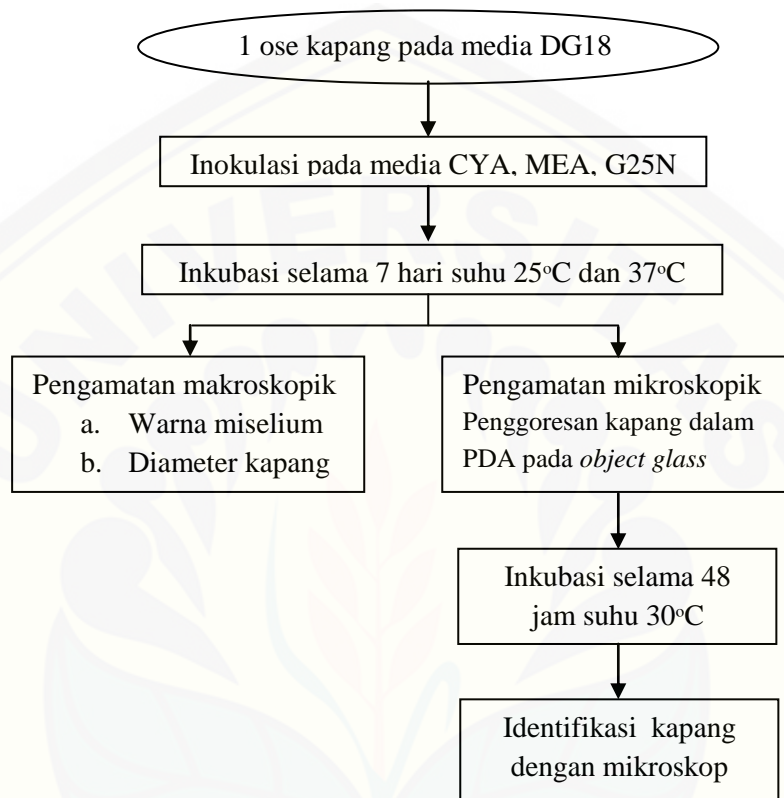 1 ose kapang pada media DG18
Inokulasi pada media CYA, MEA, G25N
Inkubasi selama 7 hari suhu 25°C dan 37°C
Pengamatan makroskopik
a. Warna miselium
b. Diameter kapang
Pengamatan mikroskopik
Penggoresan kapang dalam
PDA pada object glass
Inkubasi selama 48
jam suhu 30°C
Identifikasi kapang
dengan mikroskop
UNIVERSITAS